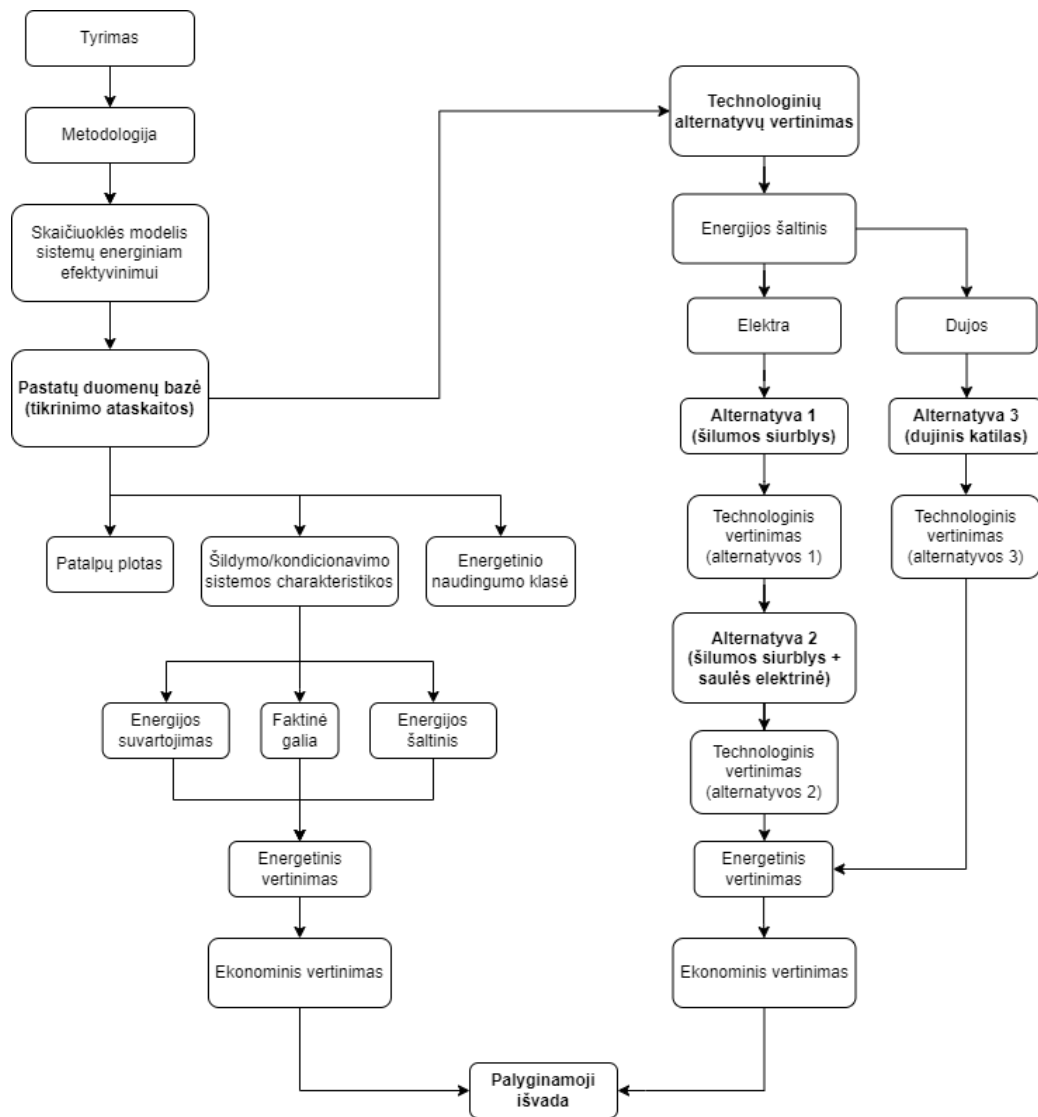 Tyrimas
Metodologija
Skaičiuoklės modelis
sistemų energiniam
efektyvinimui
Pastatų duomenų bazė
(tikrinimo ataskaitos)
Patalpų plotas
Šildymo/kondicionavimo
sistemos charakteristikos
Energetinio
naudingumo klasė
Energijos
suvartojimas
Faktinė
galia
Energijos
šaltinis
Energetinis
vertinimas
Ekonominis vertinimas
Technologinių
alternatyvų vertinimas
Energijos šaltinis
Elektra
Dujos
Alternatyva 1
(šilumos siurblys)
Alternatyva 3
(dujinis katilas)
Technologinis
vertinimas
(alternatyvos 1)
Technologinis
vertinimas
(alternatyvos 3)
Alternatyva 2
(šilumos siurblys +
saulės elektrinė)
Technologinis
vertinimas
(alternatyvos 2)
Energetinis
vertinimas
Ekonominis vertinimas
Palyginamoji
išvada